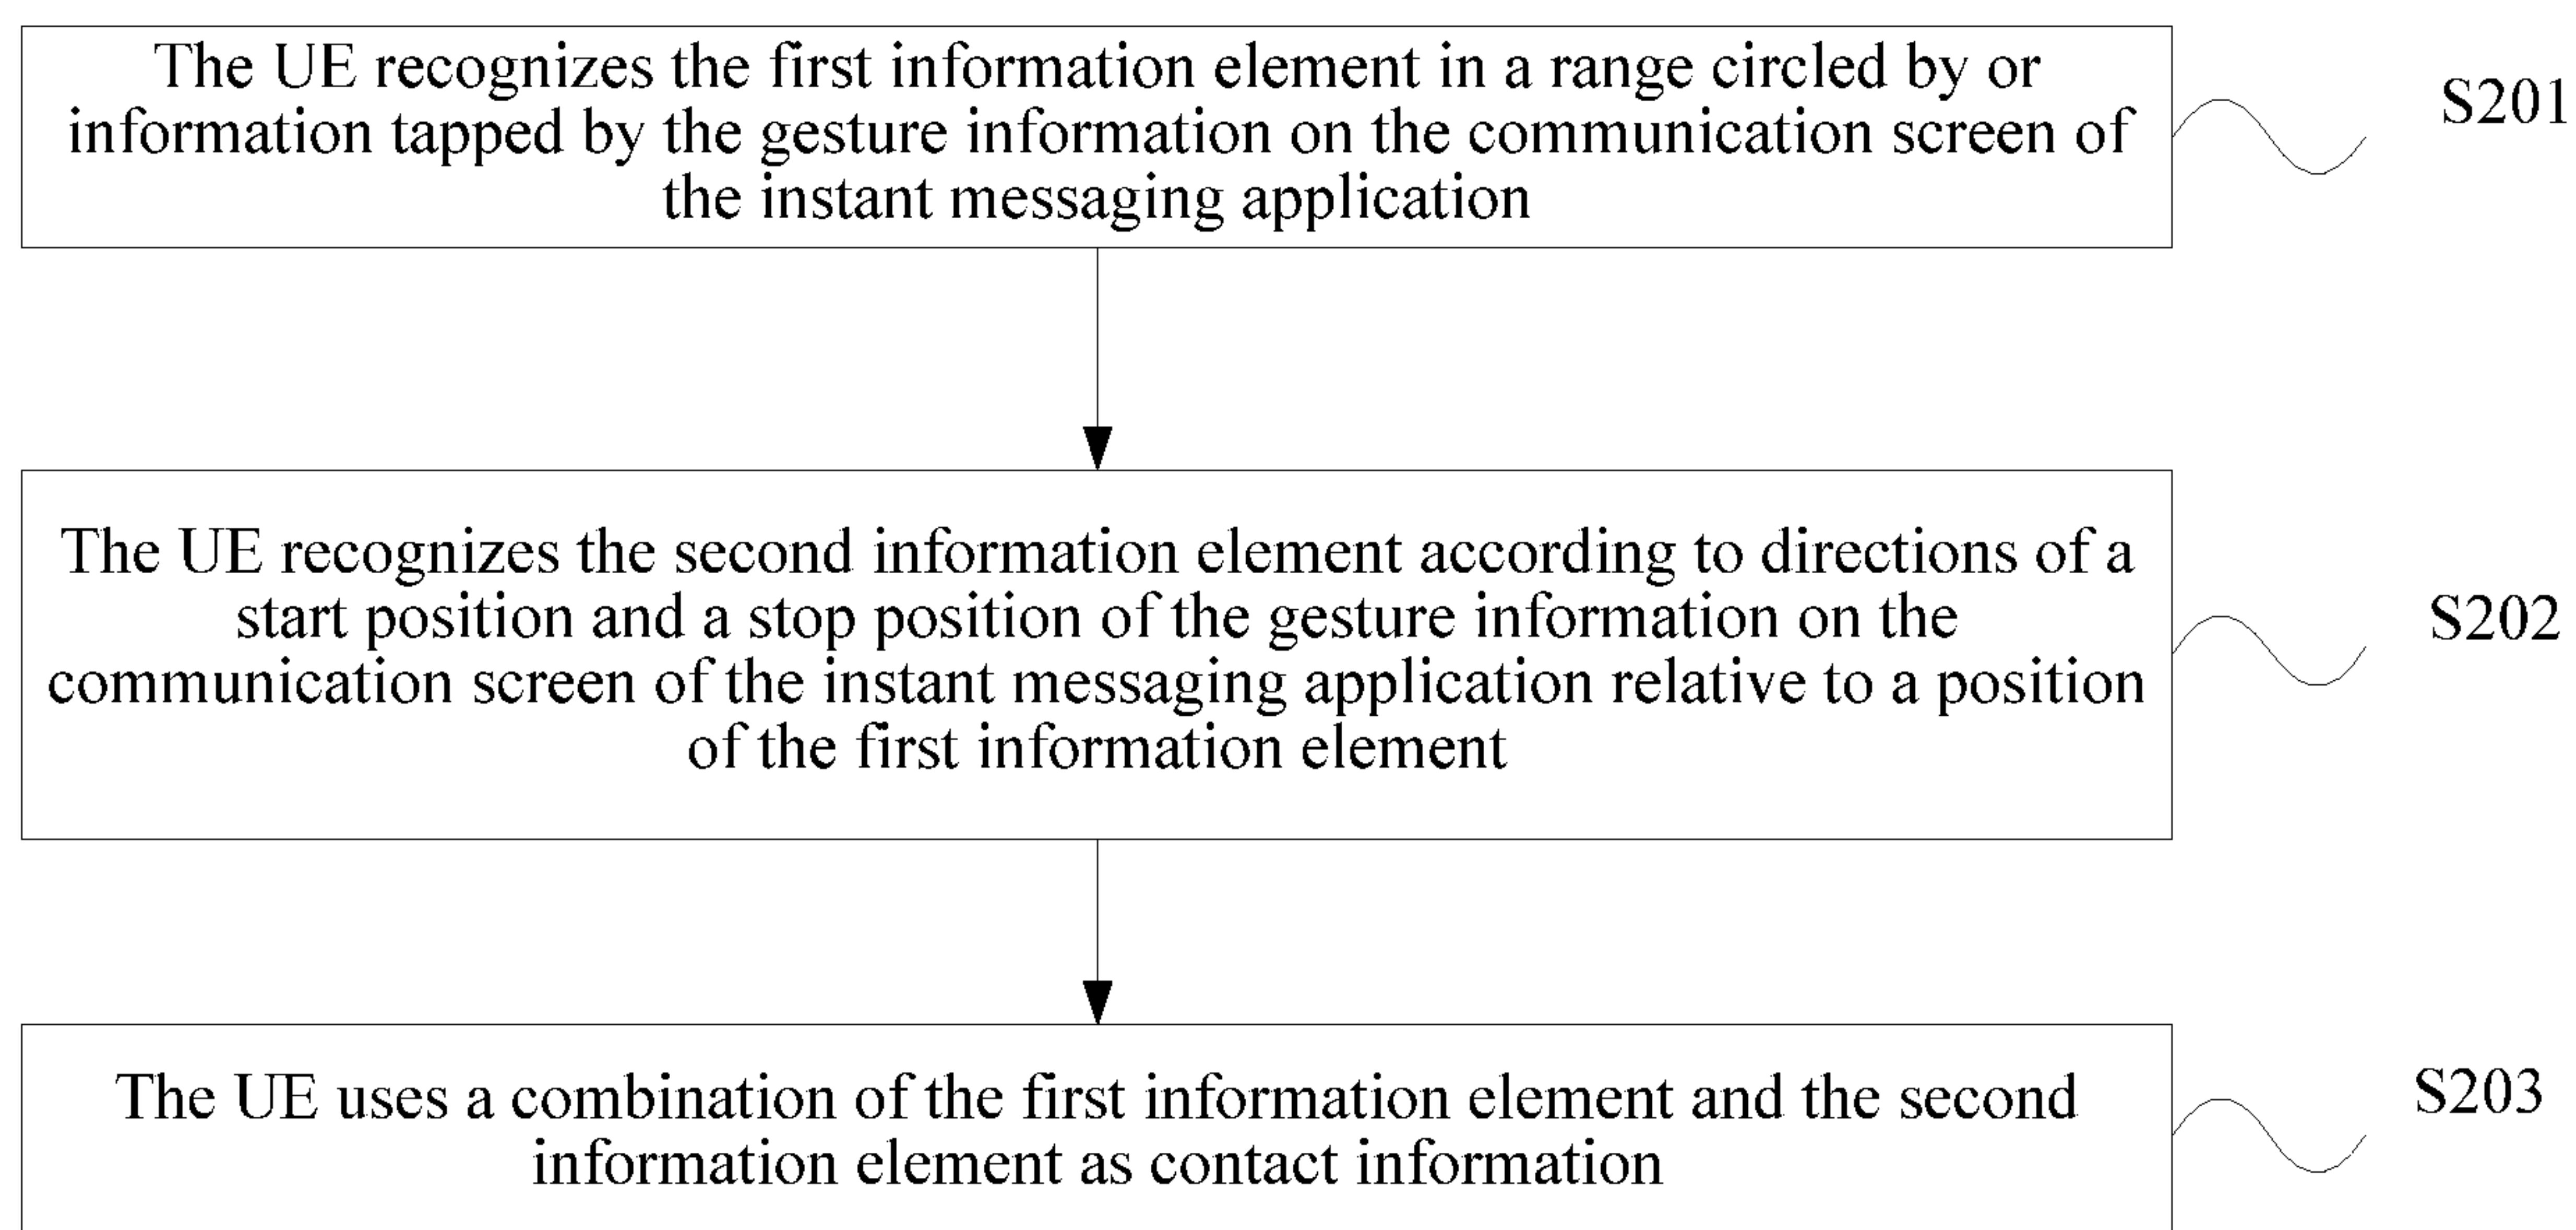 The UE recognizes the first information element in a range circled by or
information tapped by the gesture information on the communication screen of
the instant messaging application
S201
The UE recognizes the second information element according to directions of a
start position and a stop position of the gesture information on the
communication screen of the instant messaging application relative to a position
of the first information element
S202
The UE uses a combination of the first information element and the second
information element as contact information
S203